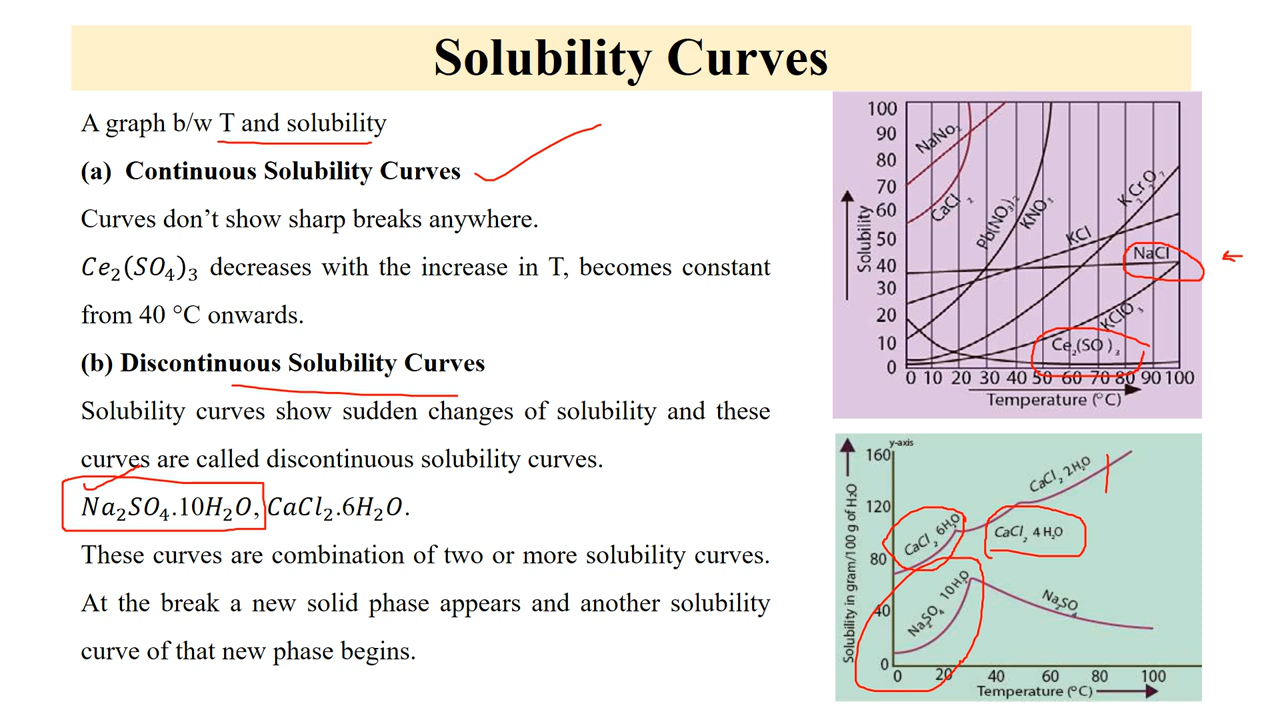 Solubility Curves
A graph b/w T and solubility
(a) Continuous Solubility Curves
Curves don't show sharp breaks anywhere.
Ce₂(SO₄)₃ decreases with the increase in T, becomes constant
from 40 °C onwards.
(b) Discontinuous Solubility Curves
Solubility curves show sudden changes of solubility and these
curves are called discontinuous solubility curves.
Na₂SO₄.10H₂O, CaCl₂.6H₂O.
These curves are combination of two or more solubility curves.
At the break a new solid phase appears and another solubility
curve of that new phase begins.
100
90
80
70
60
50
40
30
20
10
0
Solubility
NaNo₂
CaCl₂
Pb(NO₃)₂
KNO₃
KCl
K₂Cr₂O₇
NaCl
KClO₃
Ce₂(SO)₃
0 10 20 30 40 50 60 70 80 90 100
Temperature (°C)
y-axis
160
120
80
40
0
Solubility in gram/100 g of H₂O
CaCl₂ 2H₂O
CaCl₂ 6H₂O
CaCl₂ 4H₂O
Na₂SO₄ 10H₂O
Na₂SO₄
0 20 40 60 80 100
Temperature (°C)